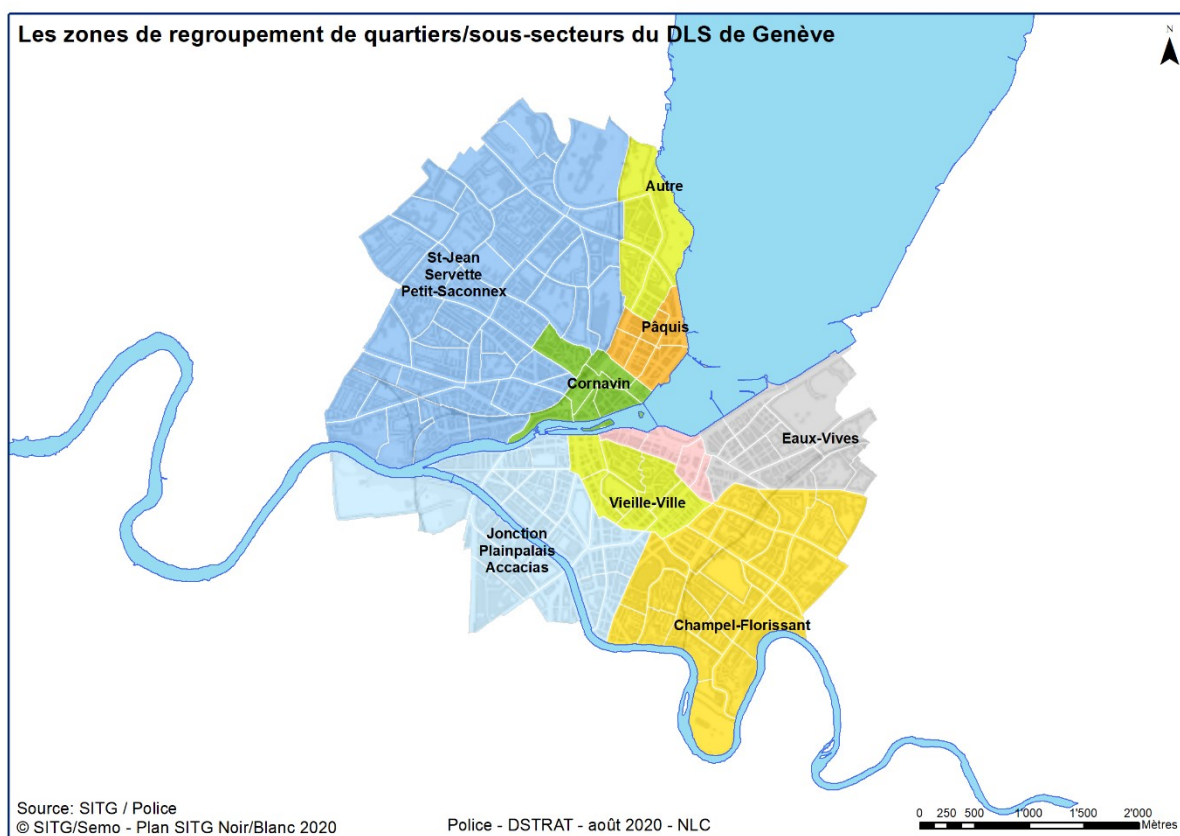 Les zones de regroupement de quartiers/sous-secteurs du DLS de Genève
N
Autre
St-Jean
Servette
Petit-Saconnex
Pâquis
Cornavin
Eaux-Vives
Vieille-Ville
Jonction
Plainpalais
Accacias
Champel-Florissant
Source: SITG / Police
© SITG/Semo - Plan SITG Noir/Blanc 2020
Police - DSTRAT - août 2020 - NLC
0 250 500 1'000 1'500 2'000
Mètres